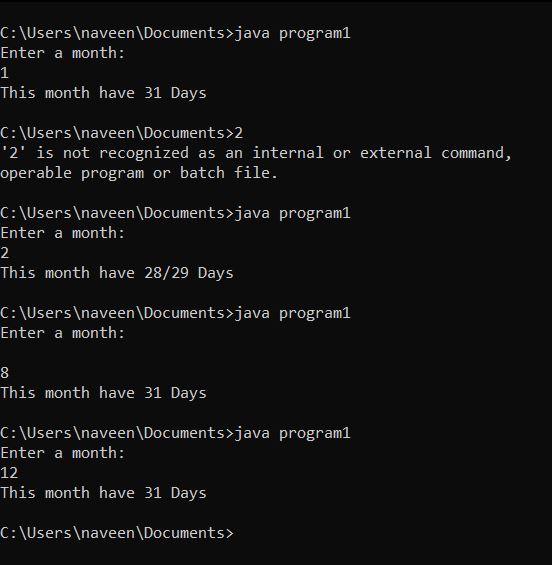 C:\Users\naveen\Documents>java program1
Enter a month:
1
This month have 31 Days
C:\Users\naveen\Documents>2
'2' is not recognized as an internal or external command,
operable program or batch file.
C:\Users\naveen\Documents>java program1
Enter a month:
2
This month have 28/29 Days
C:\Users\naveen\Documents>java program1
Enter a month:
8
This month have 31 Days
C:\Users\naveen\Documents>java program1
Enter a month:
12
This month have 31 Days
C:\Users\naveen\Documents>